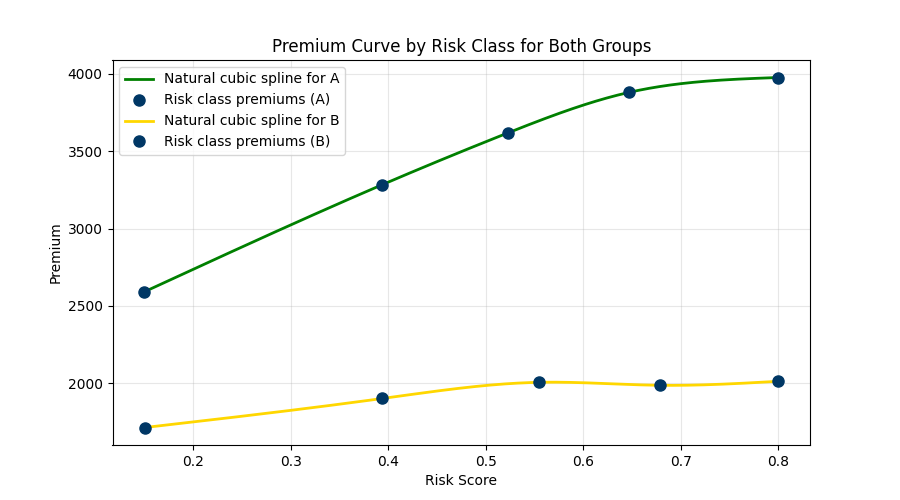 Premium Curve by Risk Class for Both Groups
Natural cubic spline for A
Risk class premiums (A)
Natural cubic spline for B
Risk class premiums (B)
4000
3500
3000
2500
2000
Premium
0.2 0.3 0.4 0.5 0.6 0.7 0.8
Risk Score